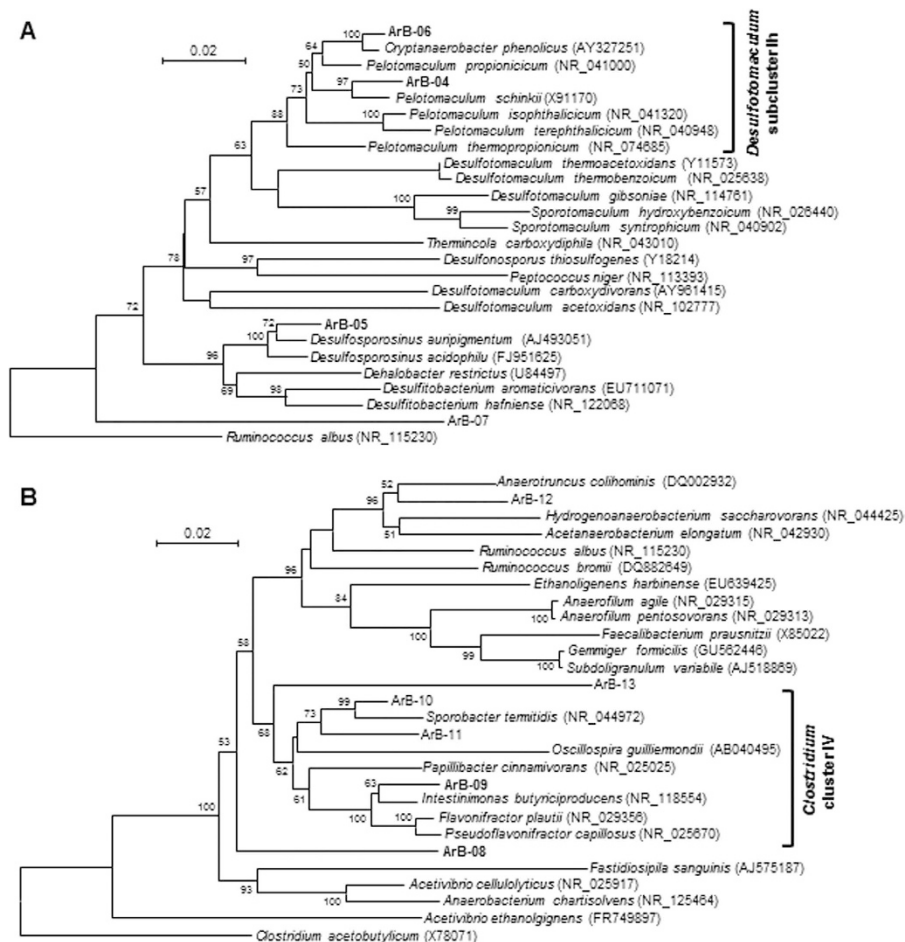 A
0.02
ArB-06
Cryptanaerobacter phenolicus (AY327251)
Pelotomaculum propionicicum (NR_041000)
ArB-04
Pelotomaculum schinkii (X91170)
Pelotomaculum isophthalicicum (NR_041320)
Pelotomaculum terephthalicicum (NR_040948)
Pelotomaculum thermopropionicum (NR_074685)
Desulfotomaculum thermoacetoxidans (Y11573)
Desulfotomaculum thermobenzoicum (NR_025638)
Desulfotomaculum gibsoniae (NR_114761)
Sporotomaculum hydroxybenzoicum (NR_026440)
Sporotomaculum syntrophicum (NR_040902)
Thermincola carboxydiphila (NR_043010)
Desulfonosporus thiosulfogenes (Y18214)
Peptococcus niger (NR_113393)
Desulfotomaculum carboxydivorans (AY961415)
Desulfotomaculum acetoxidans (NR_102777)
ArB-05
Desulfosporosinus auripigmentum (AJ493051)
Desulfosporosinus acidophilu (FJ951625)
Dehalobacter restrictus (U84497)
Desulfitobacterium aromaticivorans (EU711071)
Desulfitobacterium hafniense (NR_122068)
ArB-07
Ruminococcus albus (NR_115230)
100
64
50
97
73
100
88
63
100
99
57
97
78
72
72
100
96
98
69
Desulfotomaculum
subcluster Ih
B
0.02
Anaerotruncus colihominis (DQ002932)
ArB-12
Hydrogenoanaerobacterium saccharovorans (NR_044425)
Acetanaerobacterium elongatum (NR_042930)
Ruminococcus albus (NR_115230)
Ruminococcus bromii (DQ882649)
Ethanoligenens harbinense (EU639425)
Anaerofilum agile (NR_029315)
Anaerofilum pentosovorans (NR_029313)
Faecalibacterium prausnitzii (X85022)
Gemmiger formicilis (GU562446)
Subdoligranulum variabile (AJ518869)
ArB-13
ArB-10
Sporobacter termitidis (NR_044972)
ArB-11
Oscillospira guilliermondii (AB040495)
Papillibacter cinnamivorans (NR_025025)
ArB-09
Intestinimonas butyriciproducens (NR_118554)
Flavonifractor plautii (NR_029356)
Pseudoflavonifractor capillosus (NR_025670)
ArB-08
Fastidiosipila sanguinis (AJ575187)
Acetivibrio cellulolyticus (NR_025917)
Anaerobacterium chartisolvens (NR_125464)
Acetivibrio ethanolgignens (FR749897)
Clostridium acetobutylicum (X78071)
52
96
51
96
84
100
100
99
100
58
99
73
68
62
63
61
100
100
53
100
93
100
Clostridium
cluster IV